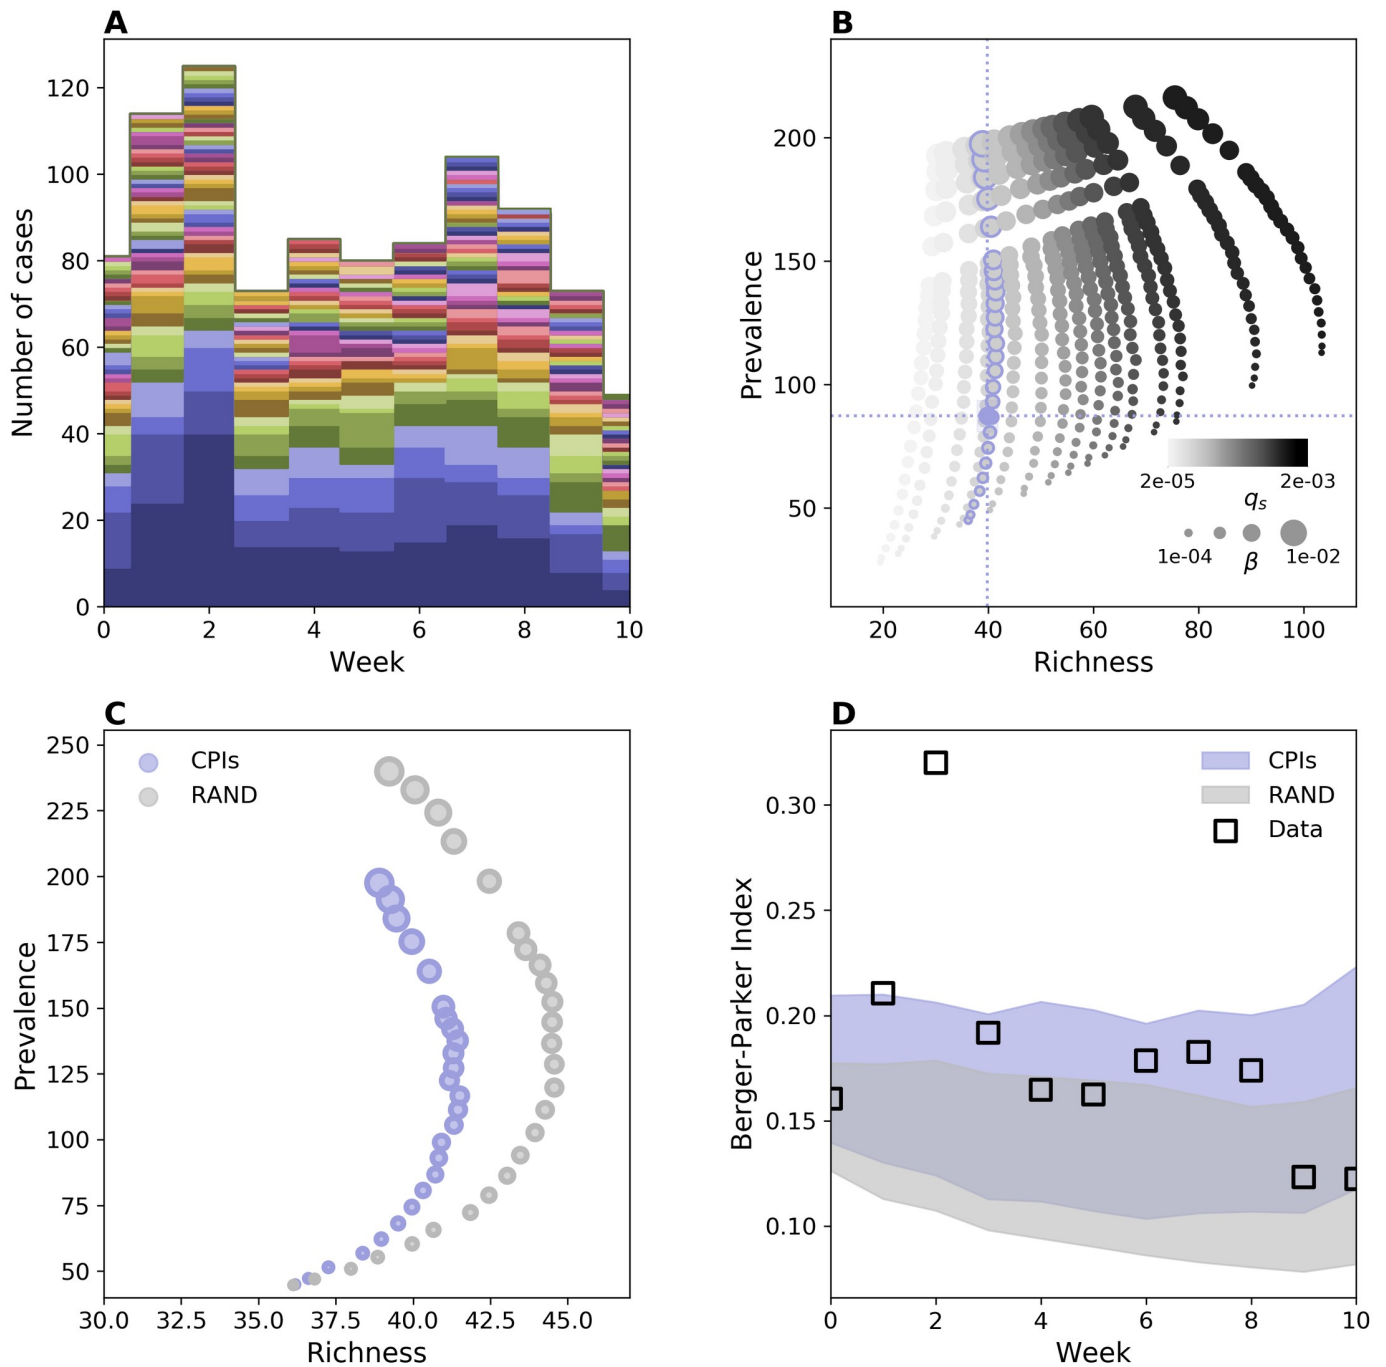 A
Number of cases
120
100
80
60
40
20
0
0 2 4 6 8 10
Week
B
Prevalence
200
150
100
50
20 40 60 80 100
Richness
2e-05 2e-03
qs
1e-04 1e-02
β
C
Prevalence
250
225
200
175
150
125
100
75
50
CPIs
RAND
30.0 32.5 35.0 37.5 40.0 42.5 45.0
Richness
D
Berger-Parker Index
0.30
0.25
0.20
0.15
0.10
CPIs
RAND
Data
0 2 4 6 8 10
Week